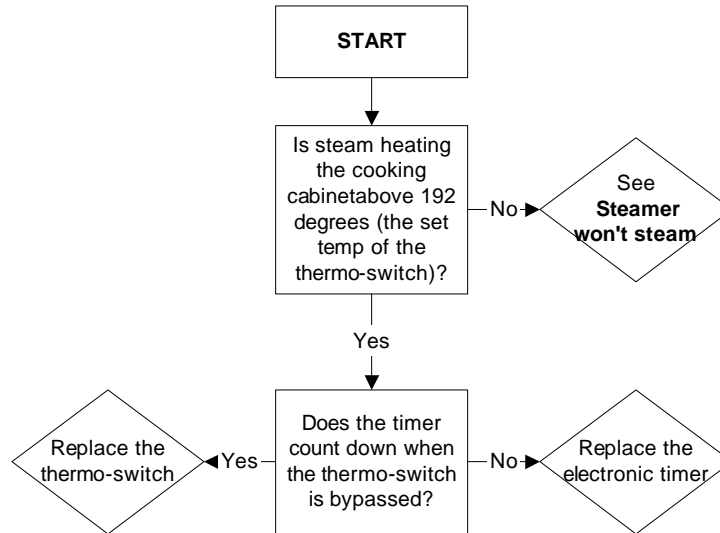 START
Is steam heating
the cooking
cabinetabove 192
degrees (the set
temp of the
thermo-switch)?
No
See
Steamer
won't steam
Yes
Does the timer
count down when
the thermo-switch
is bypassed?
Yes
Replace the
thermo-switch
No
Replace the
electronic timer